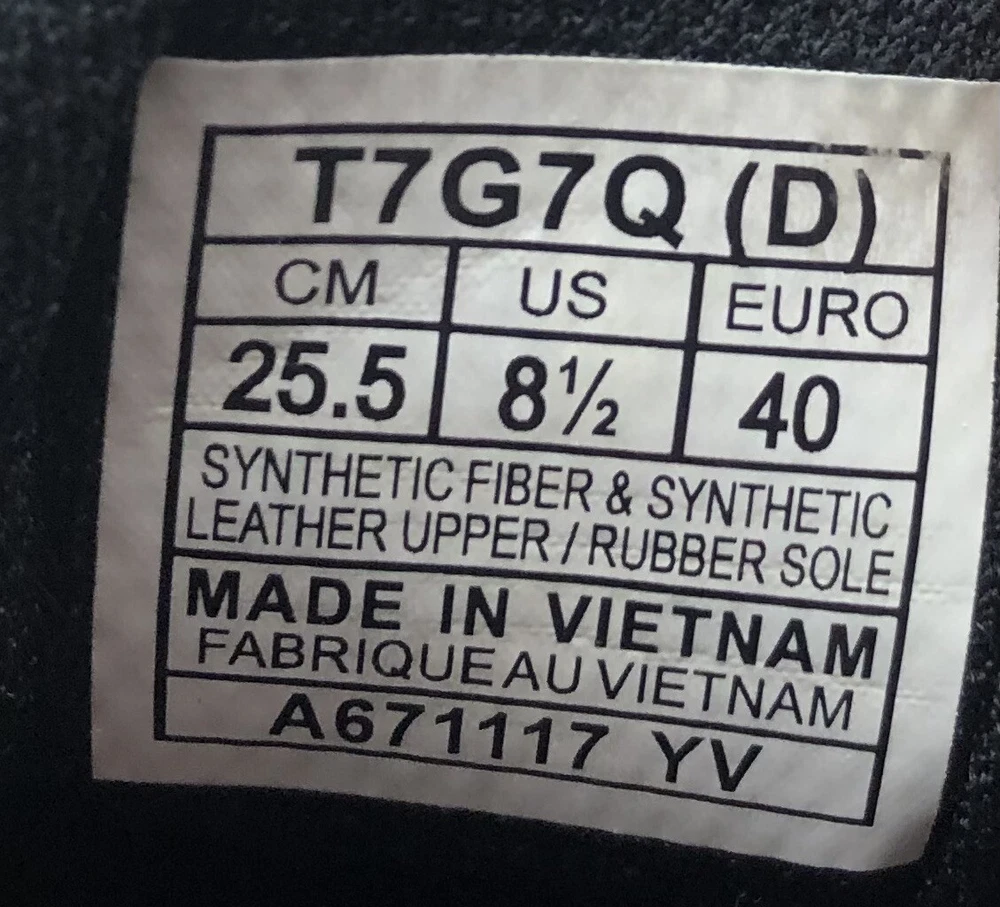 T7G7Q (D)
CM US EURO
25.5 8½ 40
SYNTHETIC FIBER & SYNTHETIC
LEATHER UPPER / RUBBER SOLE
MADE IN VIETNAM
FABRIQUE AU VIETNAM
A671117 YV